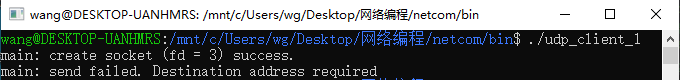 wang@DESKTOP-UANHMRS: /mnt/c/Users/wg/Desktop/网络编程/netcom/bin
wang@DESKTOP-UANHMRS:/mnt/c/Users/wg/Desktop/网络编程/netcom/bin$ ./udp_client_1
main: create socket (fd = 3) success.
main: send failed. Destination address required